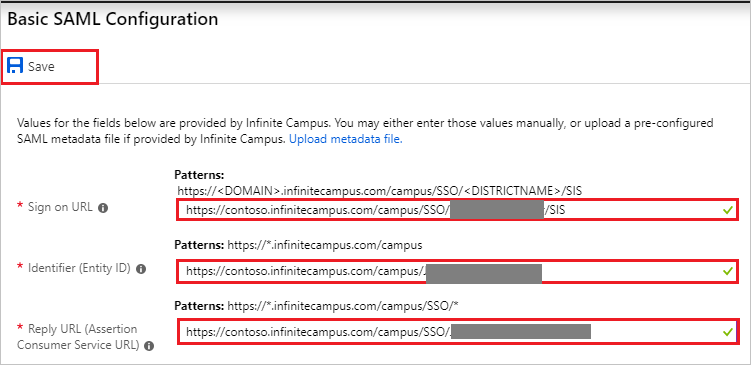 Basic SAML Configuration
Save
Values for the fields below are provided by Infinite Campus. You may either enter those values manually, or upload a pre-configured
SAML metadata file if provided by Infinite Campus. Upload metadata file.
Patterns:
https://<DOMAIN>.infinitecampus.com/campus/SSO/<DISTRICTNAME>/SIS
* Sign on URL
https://contoso.infinitecampus.com/campus/SSO/ /SIS
Patterns: https://*.infinitecampus.com/campus
* Identifier (Entity ID)
https://contoso.infinitecampus.com/campus/
Patterns: https://*.infinitecampus.com/campus/SSO/*
* Reply URL (Assertion
Consumer Service URL)
https://contoso.infinitecampus.com/campus/SSO/